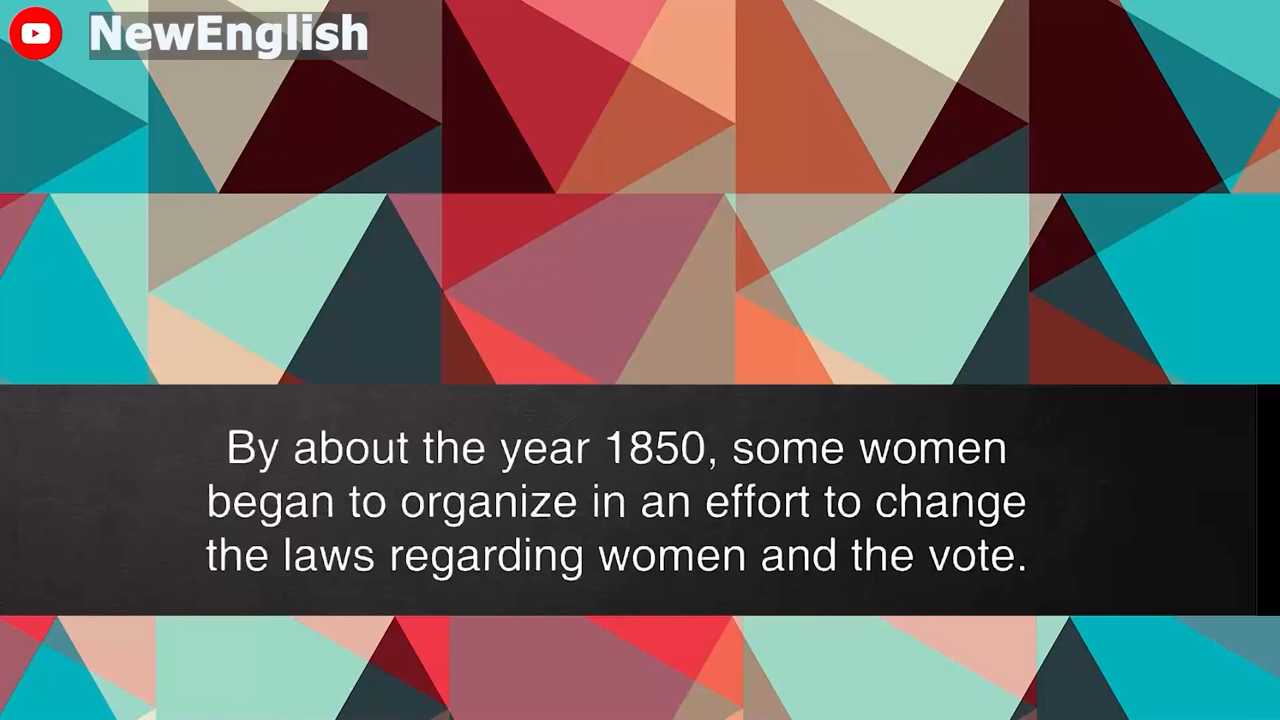 NewEnglish
By about the year 1850, some women
began to organize in an effort to change
the laws regarding women and the vote.